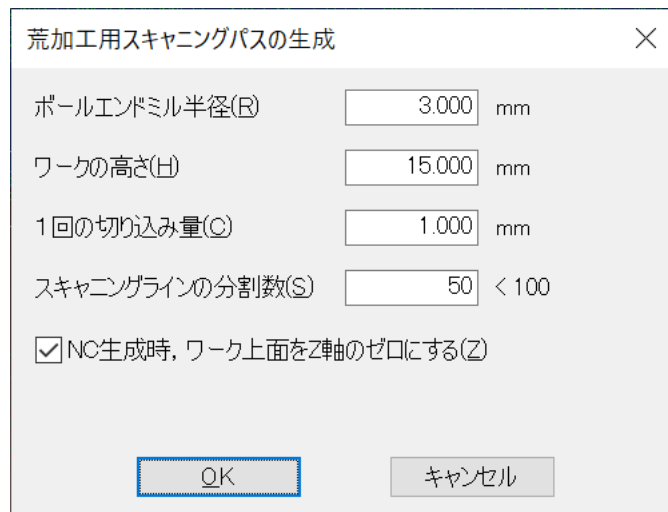 荒加工用スキャニングパスの生成
ボールエンドミル半径(R) 3.000 mm
ワークの高さ(H) 15.000 mm
1回の切り込み量(C) 1.000 mm
スキャニングラインの分割数(S) 50 < 100
NC生成時，ワーク上面をZ軸のゼロにする(Z)
OK キャンセル